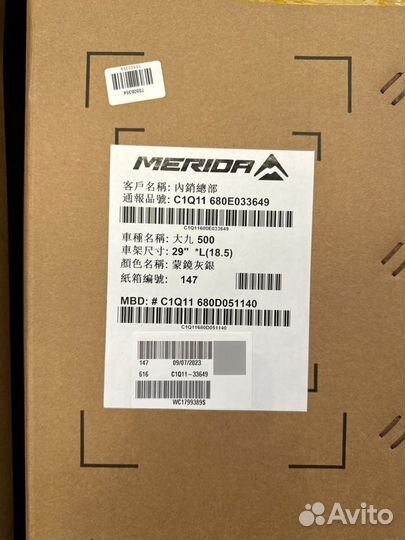 75926354
MERIDA
客戶名稱: 內銷總部
通報品號: C1Q11 680E033649
C1Q11680E033649
車種名稱: 大九 500
車架尺寸: 29" *L(18.5)
顏色名稱: 蒙鏡灰銀
紙箱編號: 147
MBD: # C1Q11 680D051140
C1Q11680D051140
147 09/07/2023
616 C1Q11-33649
WC1799389S
Avito